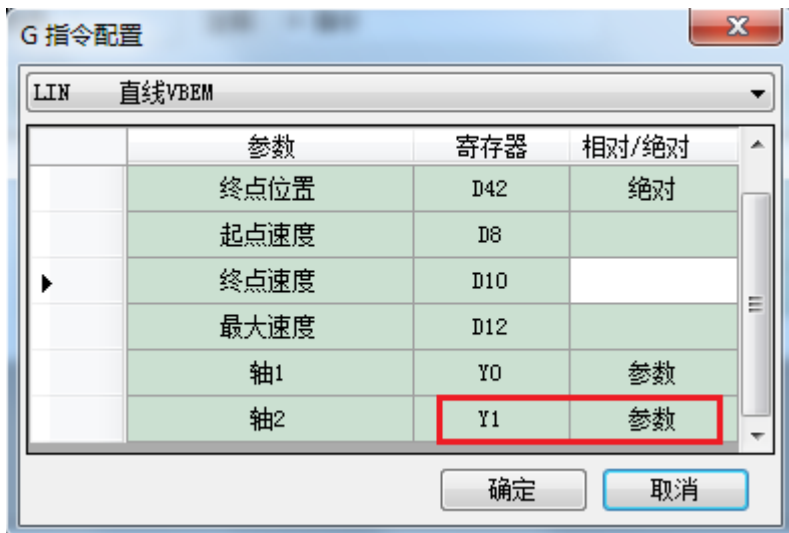 G 指令配置
LIN 直线VBEM
参数 寄存器 相对/绝对
终点位置 D42 绝对
起点速度 D8
终点速度 D10
最大速度 D12
轴1 Y0 参数
轴2 Y1 参数
确定 取消